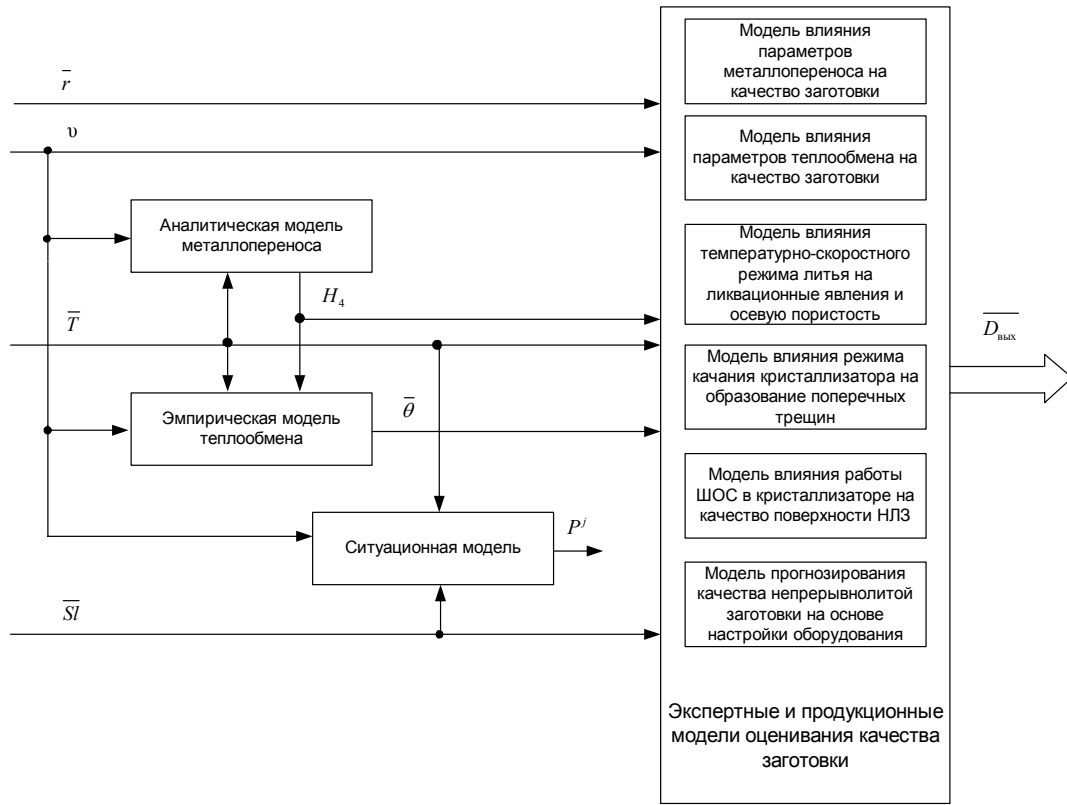 r̅
υ
Аналитическая модель
металлопереноса
H₄
T̅
Эмпирическая модель
теплообмена
θ̅
Ситуационная модель
Pʲ
S̅l̅
Модель влияния
параметров
металлопереноса на
качество заготовки
Модель влияния
параметров теплообмена на
качество заготовки
Модель влияния
температурно-скоростного
режима литья на
ликвационные явления и
осевую пористость
Модель влияния режима
качания кристаллизатора на
образование поперечных
трещин
Модель влияния работы
ШОС в кристаллизаторе на
качество поверхности НЛЗ
Модель прогнозирования
качества непрерывнолитой
заготовки на основе
настройки оборудования
Экспертные и продукционные
модели оценивания качества
заготовки
D̅вых